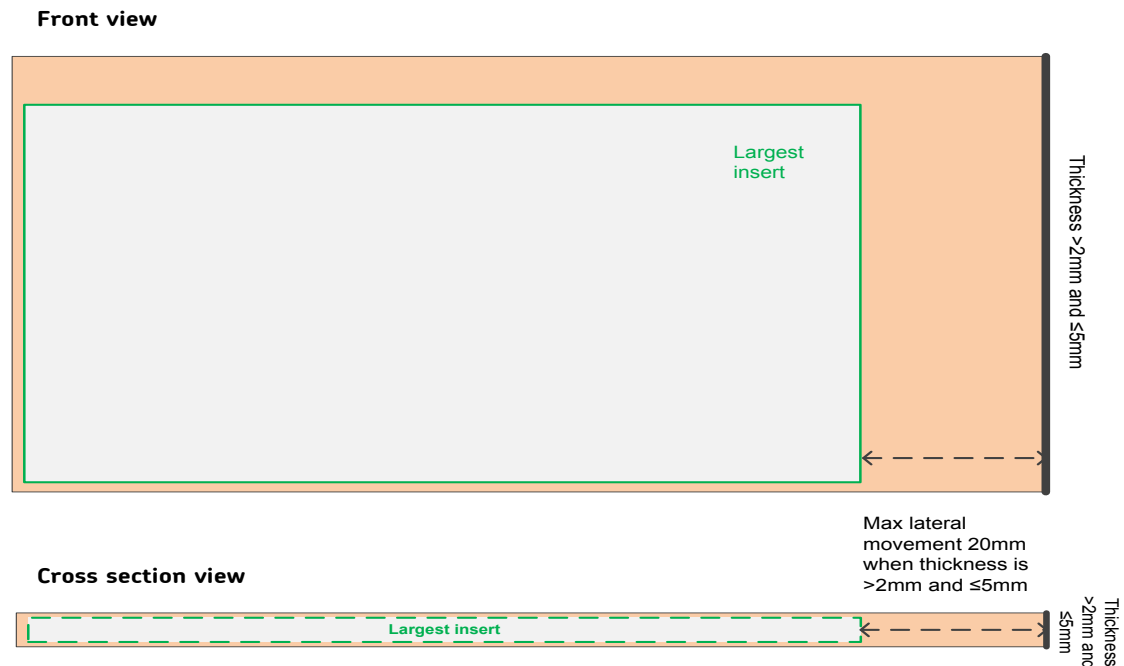 Front view
Largest
insert
Thickness >2mm and ≤5mm
Max lateral
movement 20mm
when thickness is
>2mm and ≤5mm
Cross section view
Largest insert
Thickness
>2mm and
≤5mm